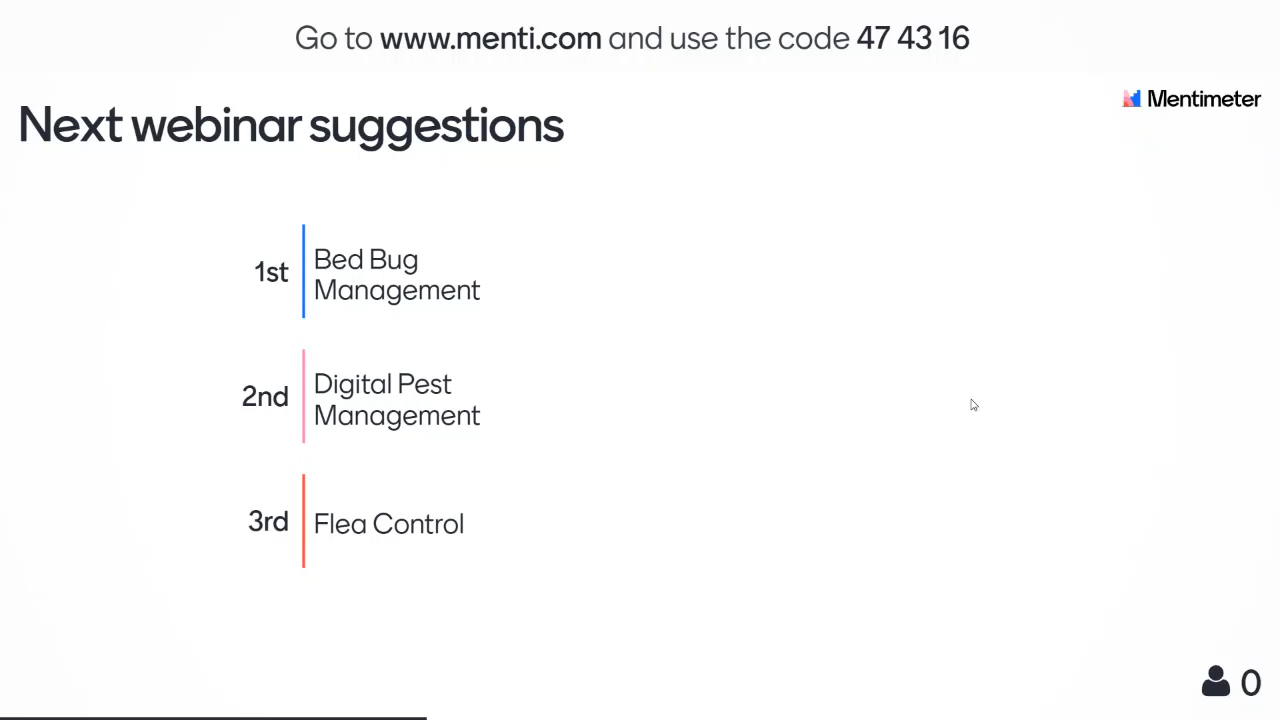 Go to www.menti.com and use the code 47 43 16
Mentimeter
Next webinar suggestions
1st
Bed Bug
Management
2nd
Digital Pest
Management
3rd
Flea Control
0